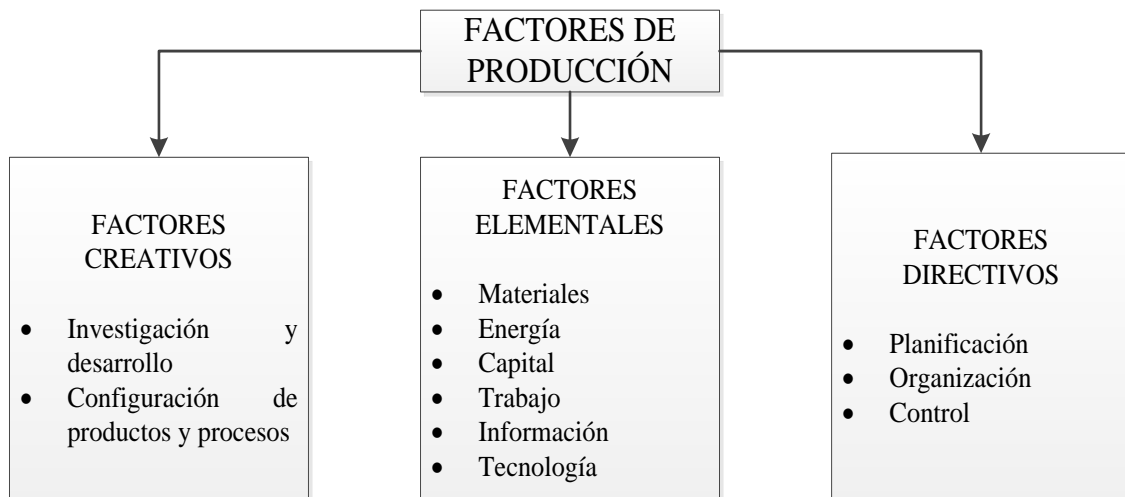 FACTORES DE
PRODUCCIÓN
FACTORES
CREATIVOS
• Investigación y
desarrollo
• Configuración de
productos y procesos
FACTORES
ELEMENTALES
• Materiales
• Energía
• Capital
• Trabajo
• Información
• Tecnología
FACTORES
DIRECTIVOS
• Planificación
• Organización
• Control